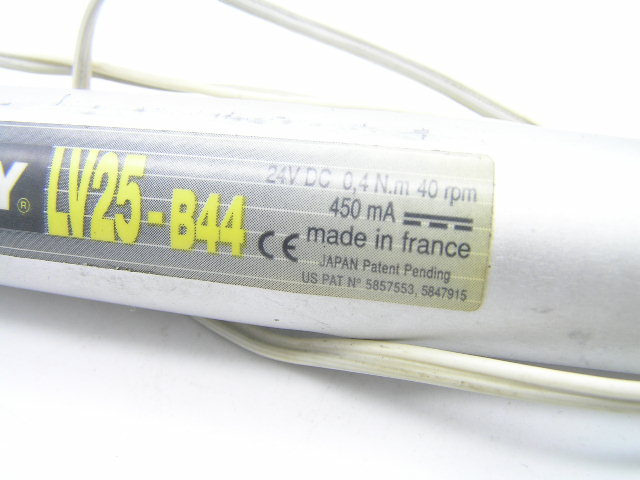 Y® LV25-B44
24V DC 0,4 N.m 40 rpm
450 mA
CE made in france
JAPAN Patent Pending
US PAT N° 5857553, 5847915